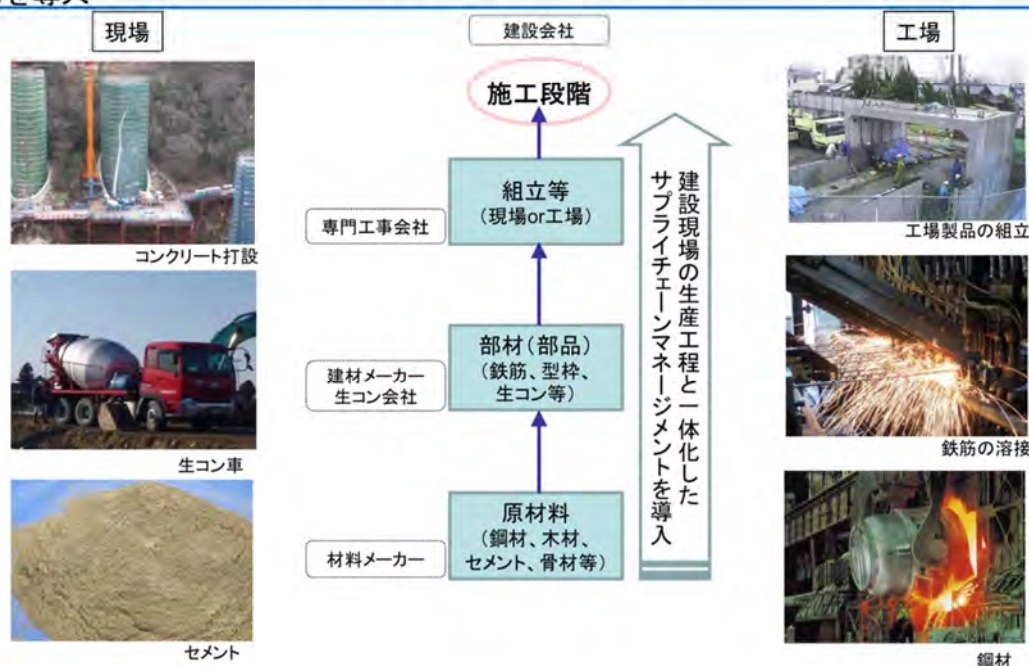 を導入
現場
コンクリート打設
生コン車
セメント
建設会社
施工段階
専門工事会社
組立等
(現場or工場)
建材メーカー
生コン会社
部材(部品)
(鉄筋、型枠、
生コン等)
材料メーカー
原材料
(鋼材、木材、
セメント、骨材等)
建設現場の生産工程と一体化した
サプライチェーンマネージメントを導入
工場
工場製品の組立
鉄筋の溶接
鋼材